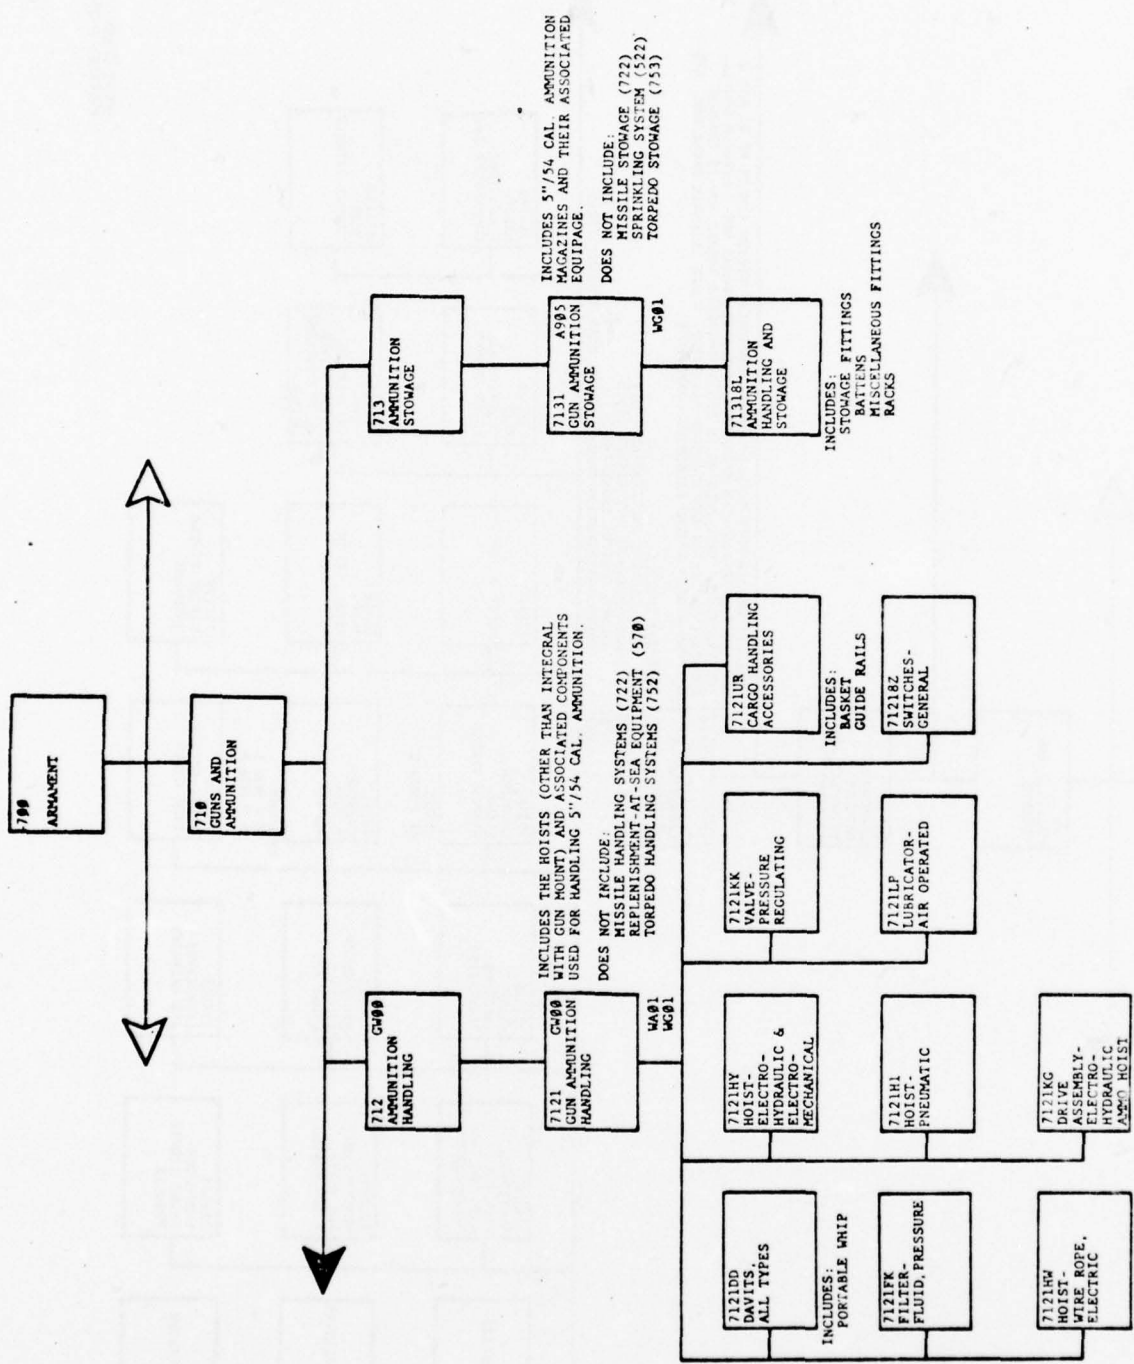 700
ARMAMENT
710
GUNS AND
AMMUNITION
712 GW00
AMMUNITION
HANDLING
713
AMMUNITION
STOWAGE
7121 GW00
GUN AMMUNITION
HANDLING
INCLUDES THE HOISTS (OTHER THAN INTEGRAL
WITH GUN MOUNT) AND ASSOCIATED COMPONENTS
USED FOR HANDLING 5"/54 CAL. AMMUNITION.
DOES NOT INCLUDE:
MISSILE HANDLING SYSTEMS (722)
REPLENISHMENT-AT-SEA EQUIPMENT (570)
TORPEDO HANDLING SYSTEMS (752)
WA01
WG01
7131 A905
GUN AMMUNITION
STOWAGE
INCLUDES 5"/54 CAL. AMMUNITION
MAGAZINES AND THEIR ASSOCIATED
EQUIPAGE.
DOES NOT INCLUDE:
MISSILE STOWAGE (722)
SPRINKLING SYSTEM (522)
TORPEDO STOWAGE (753)
WG01
7121DD
DAVITS,
ALL TYPES
INCLUDES:
PORTABLE WHIP
7121HY
HOIST-
ELECTRO-
HYDRAULIC &
ELECTRO-
MECHANICAL
7121KK
VALVE-
PRESSURE
REGULATING
7121UR
CARGO HANDLING
ACCESSORIES
INCLUDES:
BASKET
GUIDE RAILS
71318L
AMMUNITION
HANDLING AND
STOWAGE
INCLUDES:
STOWAGE FITTINGS
BATTENS
MISCELLANEOUS FITTINGS
RACKS
7121FK
FILTER-
FLUID, PRESSURE
7121H1
HOIST-
PNEUMATIC
7121LP
LUBRICATOR-
AIR OPERATED
71218Z
SWITCHES-
GENERAL
7121HW
HOIST-
WIRE ROPE,
ELECTRIC
7121KG
DRIVE
ASSEMBLY-
ELECTRO-
HYDRAULIC
AMMO HOIST